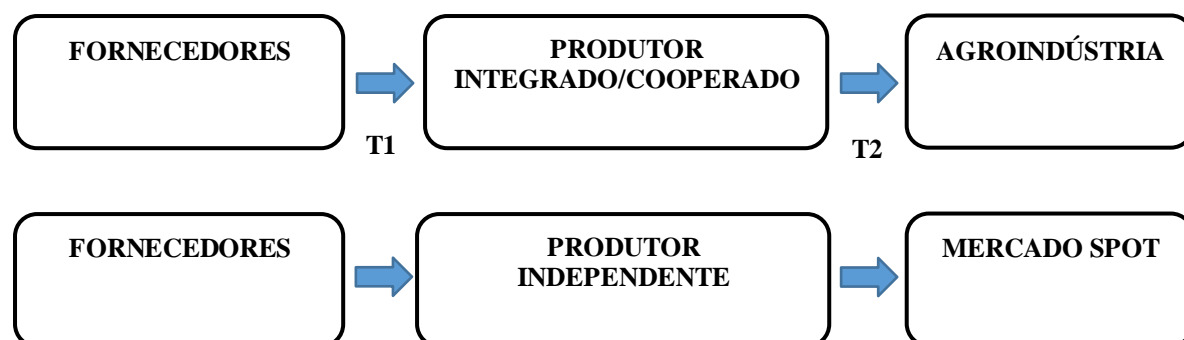 FORNECEDORES
PRODUTOR
INTEGRADO/COOPERADO
AGROINDÚSTRIA
T1
T2
FORNECEDORES
PRODUTOR
INDEPENDENTE
MERCADO SPOT